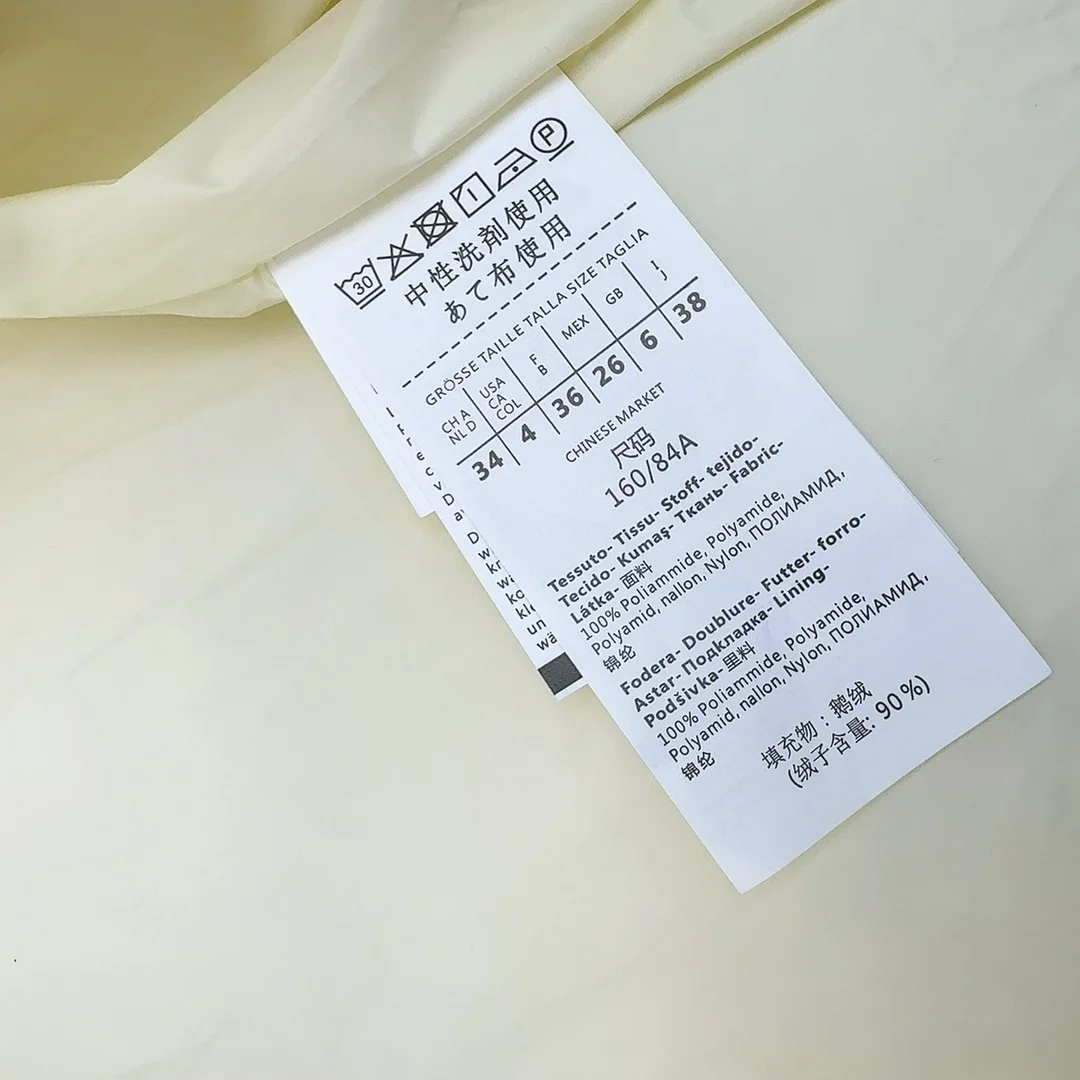 30
P
中性洗剤使用
あて布使用
GRÖSSE TAILLE TALLA SIZE TAGLIA
CH A NL D
USA CA COL
F B
MEX
GB
I J
34 4 36 26 6 38
CHINESE MARKET
尺码
160/84A
Tessuto- Tissu- Stoff- tejido-
Tecido- Kumaş- Ткань- Fabric-
Látka- 面料
100% Poliammide, Polyamide,
Polyamid, nallon, Nylon, ПОЛИАМИД,
锦纶
Fodera- Doublure- Futter- forro-
Astar- Подкладка- Lining-
Podšivka- 里料
100% Poliammide, Polyamide,
Polyamid, nallon, Nylon, ПОЛИАМИД,
锦纶
填充物：鹅绒
(绒子含量: 90 %)